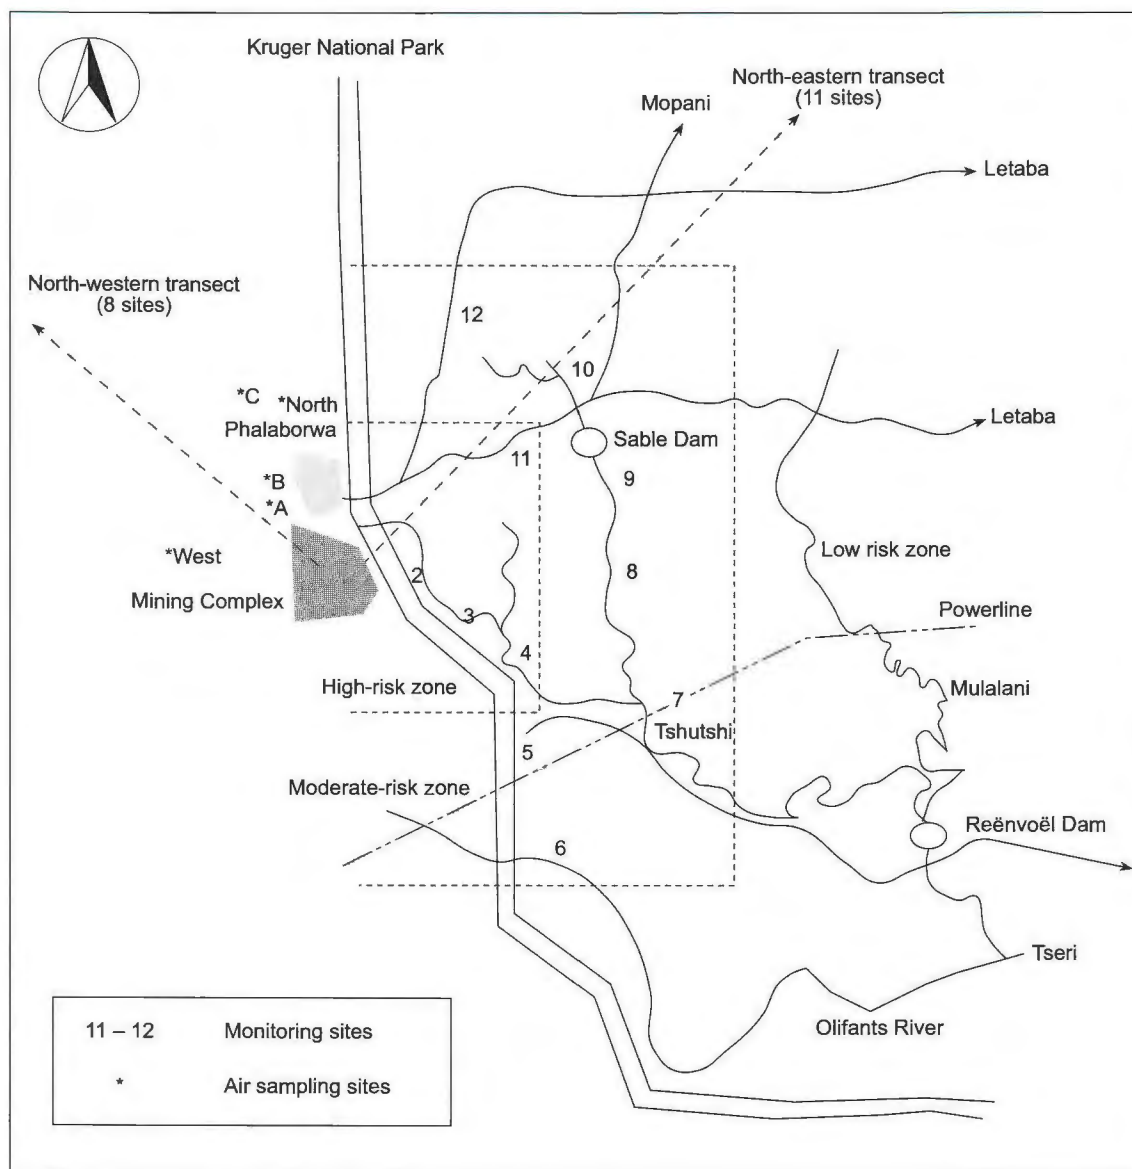 Kruger National Park
North-eastern transect
(11 sites)
Mopani
Letaba
North-western transect
(8 sites)
12
10
*C
*North
Phalaborwa
Letaba
Sable Dam
11
*B
9
*A
*West
Low risk zone
2
8
Mining Complex
3
Powerline
4
High-risk zone
Mulalani
7
Tshutshi
5
Moderate-risk zone
Reënvoël Dam
6
Tseri
Olifants River
11 – 12 Monitoring sites
* Air sampling sites